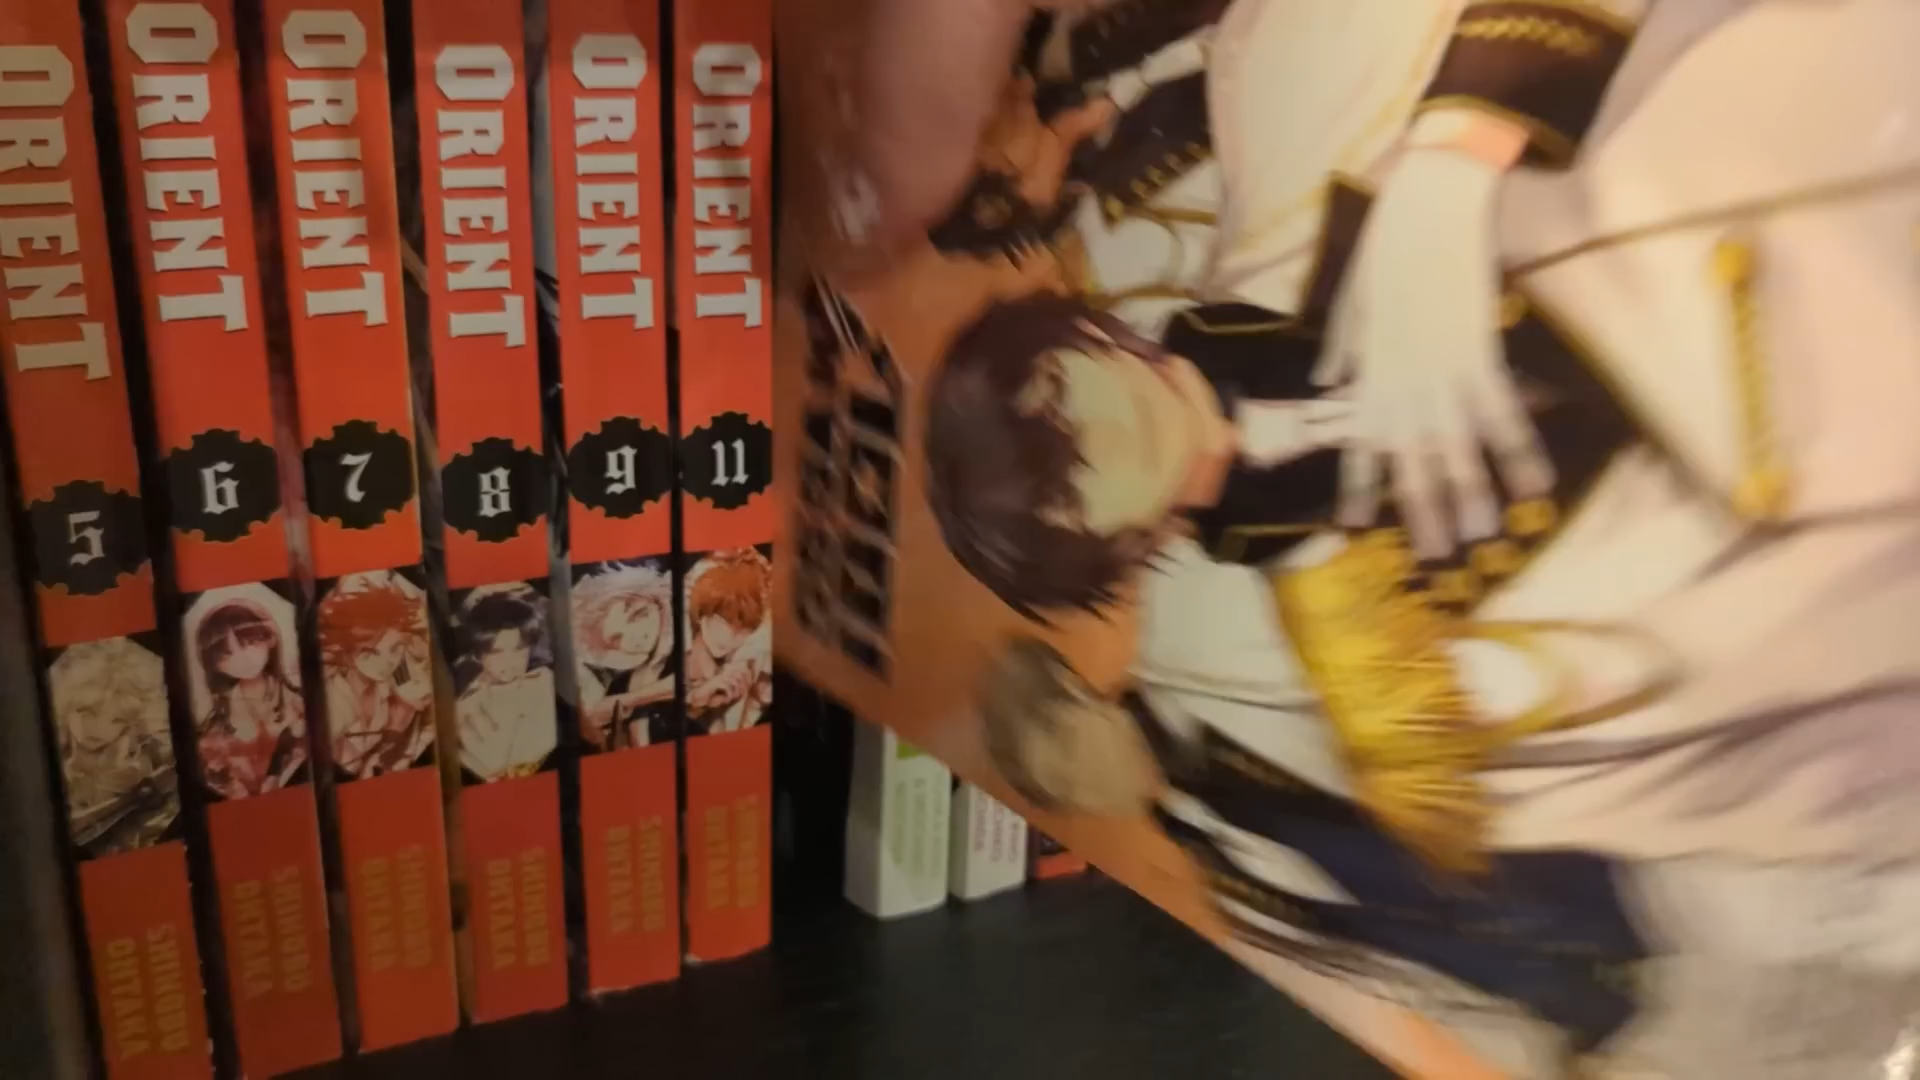 ORIENT
5
SHINOBU
OHTAKA
ORIENT
6
SHINOBU
OHTAKA
ORIENT
7
SHINOBU
OHTAKA
ORIENT
8
SHINOBU
OHTAKA
ORIENT
9
SHINOBU
OHTAKA
ORIENT
11
SHINOBU
OHTAKA